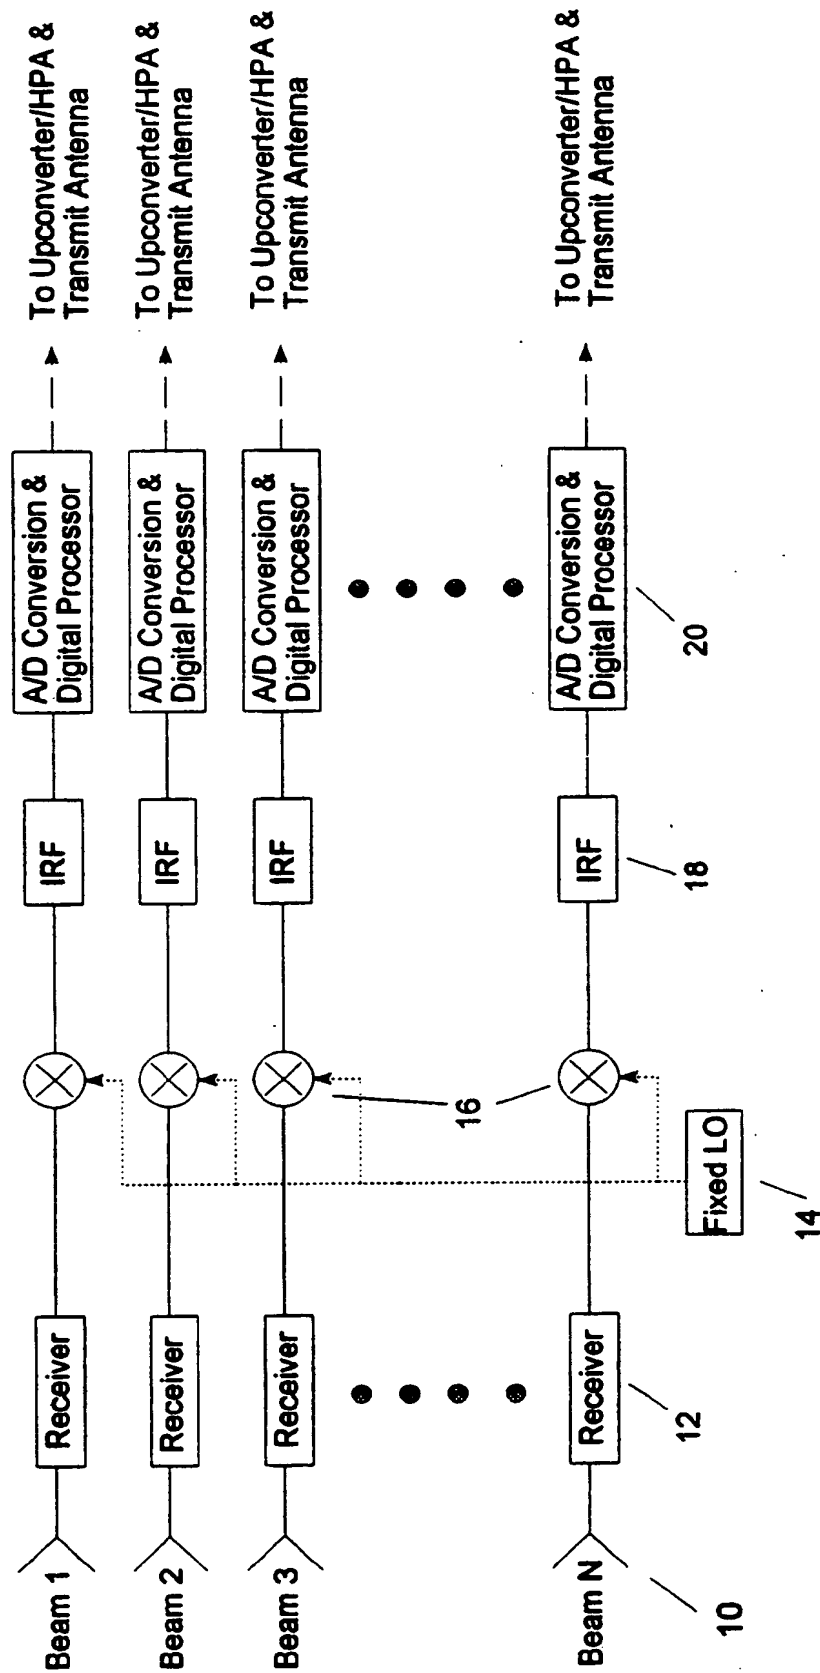 Beam 1
Receiver
IRF
A/D Conversion &
Digital Processor
To Upconverter/HPA &
Transmit Antenna
Beam 2
Receiver
IRF
A/D Conversion &
Digital Processor
To Upconverter/HPA &
Transmit Antenna
Beam 3
Receiver
IRF
A/D Conversion &
Digital Processor
To Upconverter/HPA &
Transmit Antenna
16
Beam N
Receiver
IRF
A/D Conversion &
Digital Processor
To Upconverter/HPA &
Transmit Antenna
10
12
18
20
Fixed LO
14